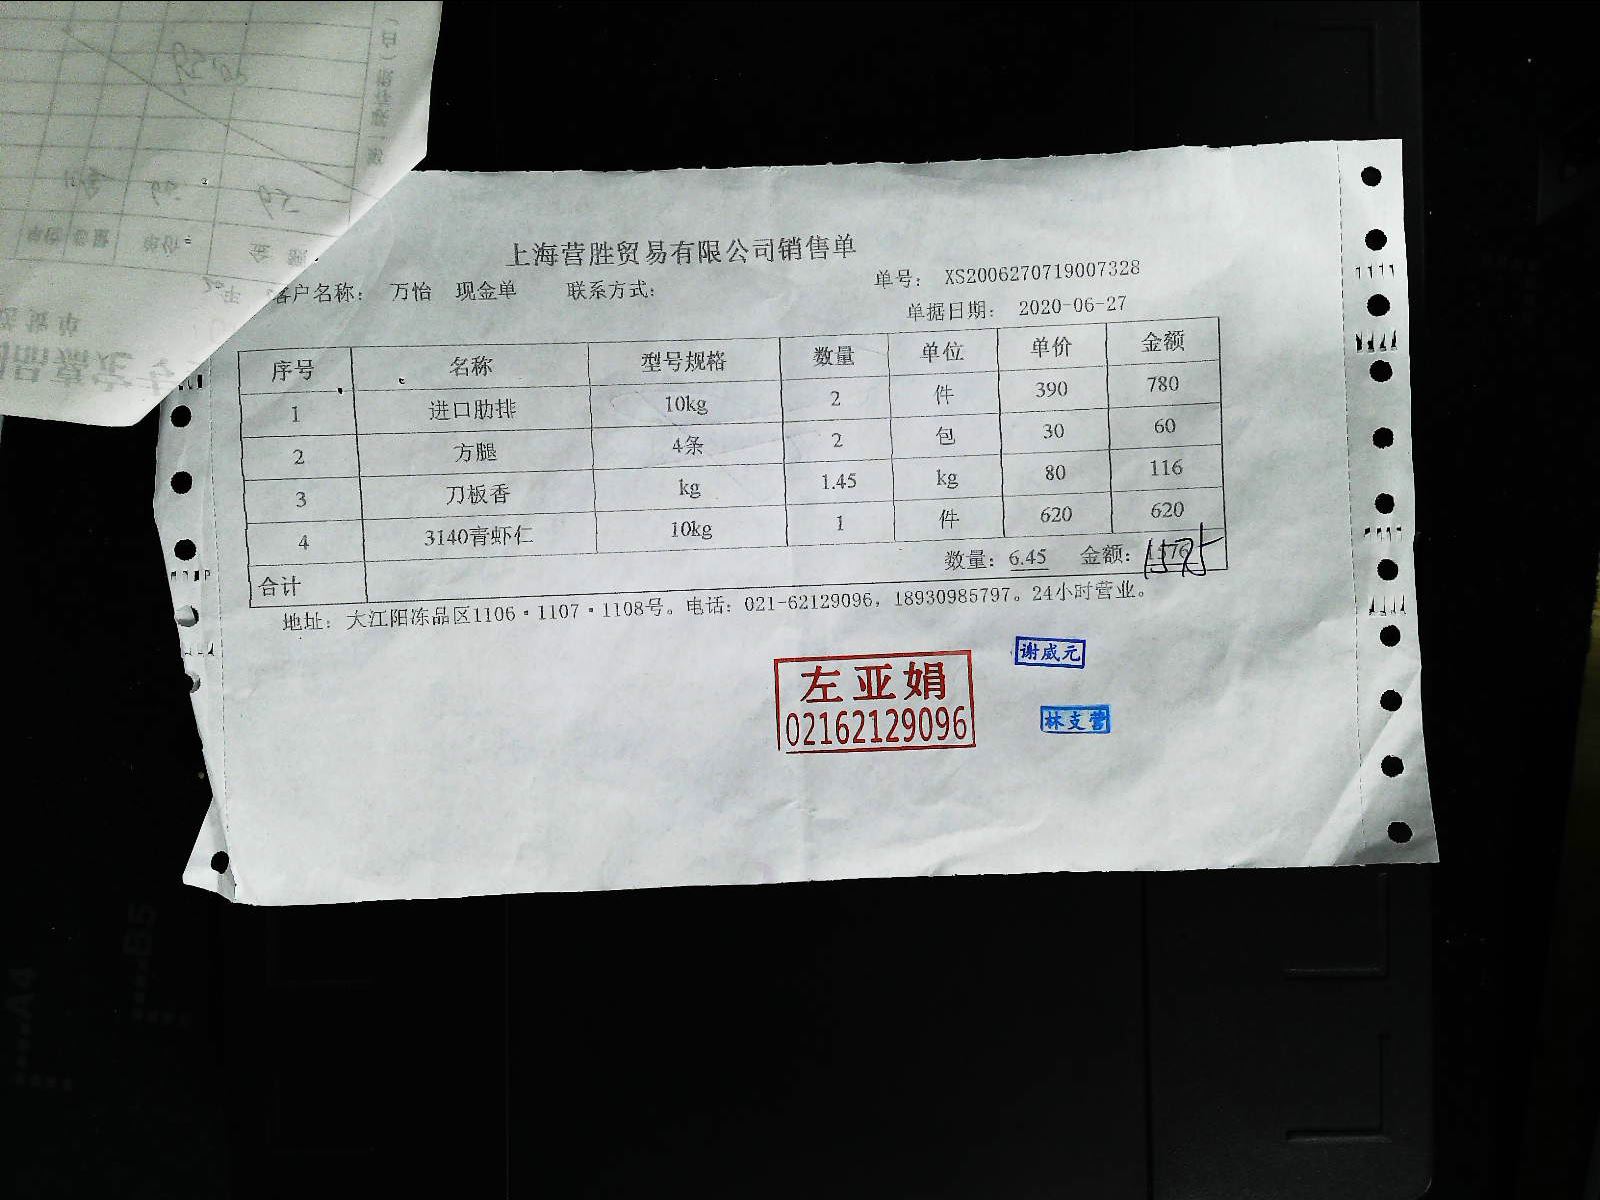 上海营胜贸易有限公司销售单
客户名称： 万怡 现金单 联系方式： 单号： XS2006270719007328
单据日期： 2020-06-27
序号 名称 型号规格 数量 单位 单价 金额
1 进口肋排 10kg 2 件 390 780
2 方腿 4条 2 包 30 60
3 刀板香 kg 1.45 kg 80 116
4 3140青虾仁 10kg 1 件 620 620
合计 数量：6.45 金额：1575
地址：大江阳冻品区1106·1107·1108号。电话：021-62129096，18930985797。24小时营业。
左亚娟
02162129096
谢威元
林支营
A4
B5